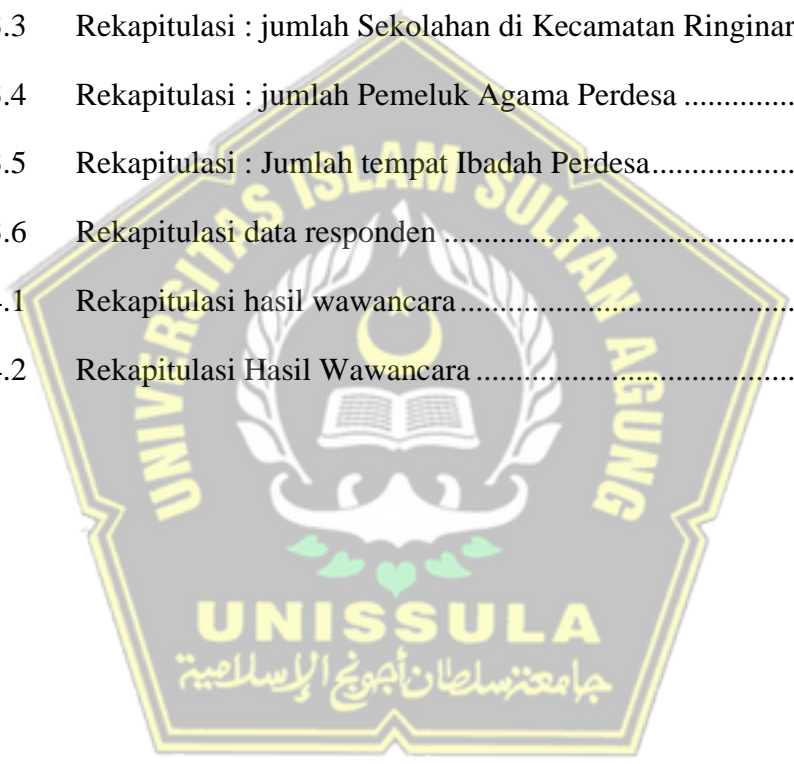 .3 Rekapitulasi : jumlah Sekolahan di Kecamatan Ringinar
.4 Rekapitulasi : jumlah Pemeluk Agama Perdesa ..............
.5 Rekapitulasi : Jumlah tempat Ibadah Perdesa..................
.6 Rekapitulasi data responden ...........................................
.1 Rekapitulasi hasil wawancara.........................................
.2 Rekapitulasi Hasil Wawancara .......................................
UNIVERSITAS ISLAM SULTAN AGUNG
UNISSULA
جامعة سلطان أجونج الإسلامية